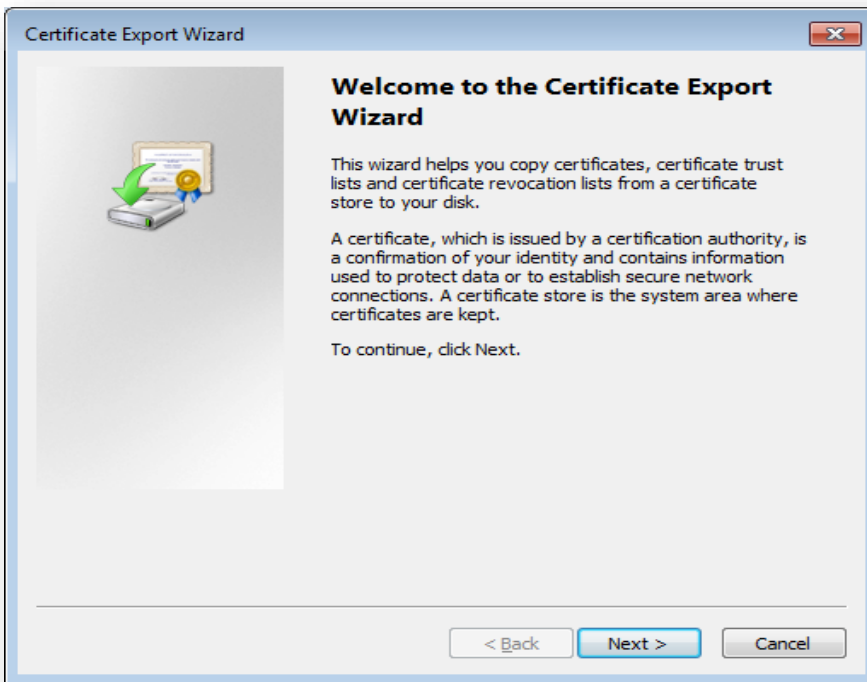 Certificate Export Wizard
Welcome to the Certificate Export
Wizard
This wizard helps you copy certificates, certificate trust
lists and certificate revocation lists from a certificate
store to your disk.
A certificate, which is issued by a certification authority, is
a confirmation of your identity and contains information
used to protect data or to establish secure network
connections. A certificate store is the system area where
certificates are kept.
To continue, click Next.
< Back
Next >
Cancel